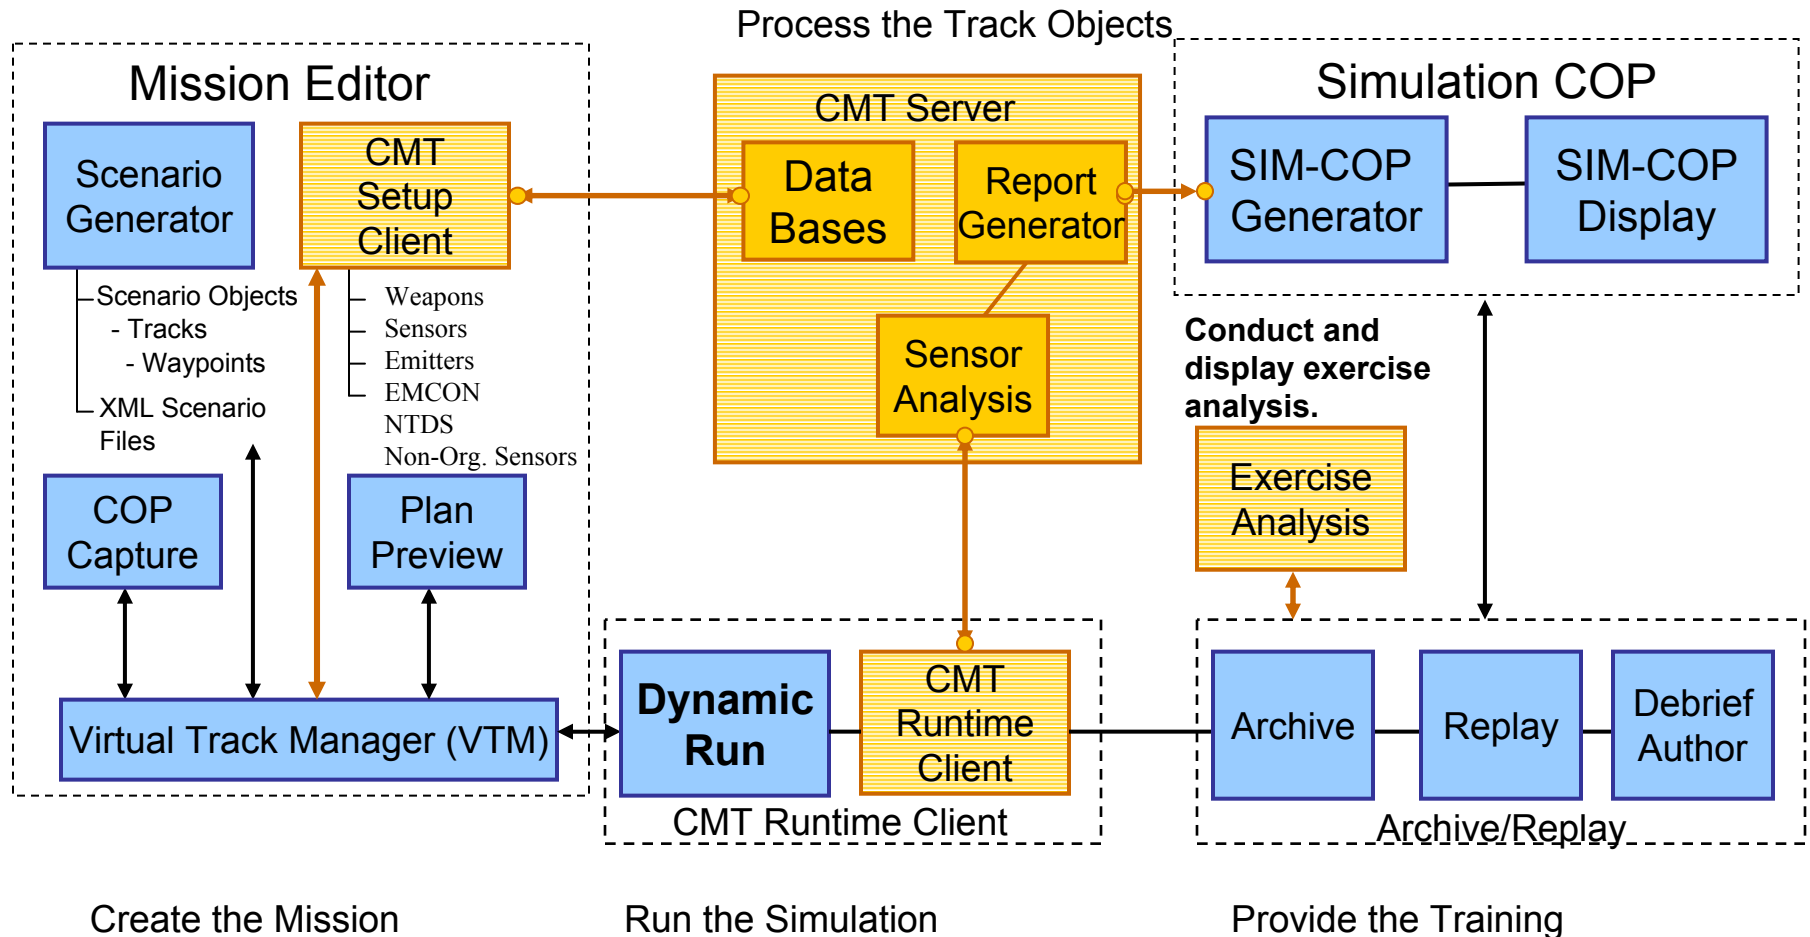 Process the Track Objects
Mission Editor
Scenario
Generator
Scenario Objects
- Tracks
- Waypoints
XML Scenario
Files
CMT
Setup
Client
Weapons
Sensors
Emitters
EMCON
NTDS
Non-Org. Sensors
COP
Capture
Plan
Preview
Virtual Track Manager (VTM)
CMT Server
Data
Bases
Report
Generator
Sensor
Analysis
Simulation COP
SIM-COP
Generator
SIM-COP
Display
Conduct and
display exercise
analysis.
Exercise
Analysis
Dynamic
Run
CMT
Runtime
Client
CMT Runtime Client
Archive
Replay
Debrief
Author
Archive/Replay
Create the Mission
Run the Simulation
Provide the Training